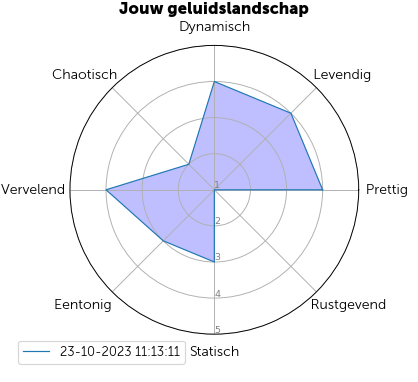 Jouw geluidslandschap
Dynamisch
Chaotisch
Levendig
Vervelend
1
Prettig
2
3
4
Eentonig
Rustgevend
5
23-10-2023 11:13:11
Statisch